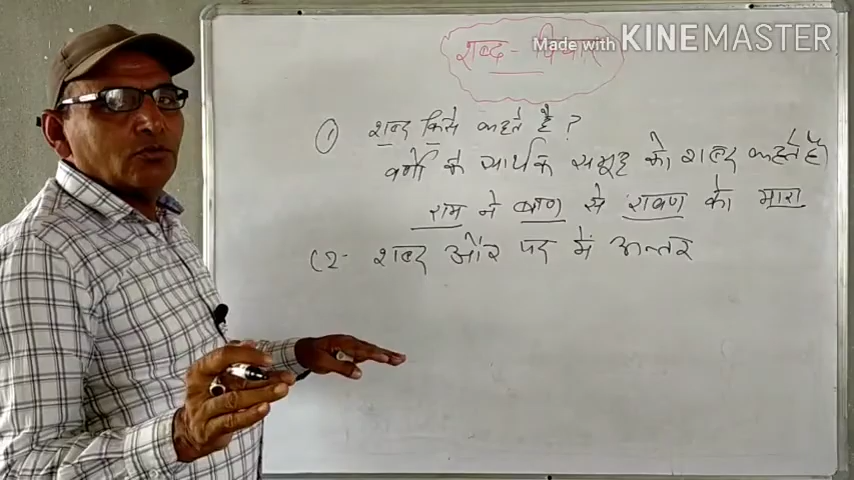 शब्द - विचार
Made with KINEMASTER
① शब्द किसे कहते है ?
वर्णो के सार्थक समूह को शब्द कहते है।
राम ने बाण से रावण को मारा
(2- शब्द और पद में अन्तर